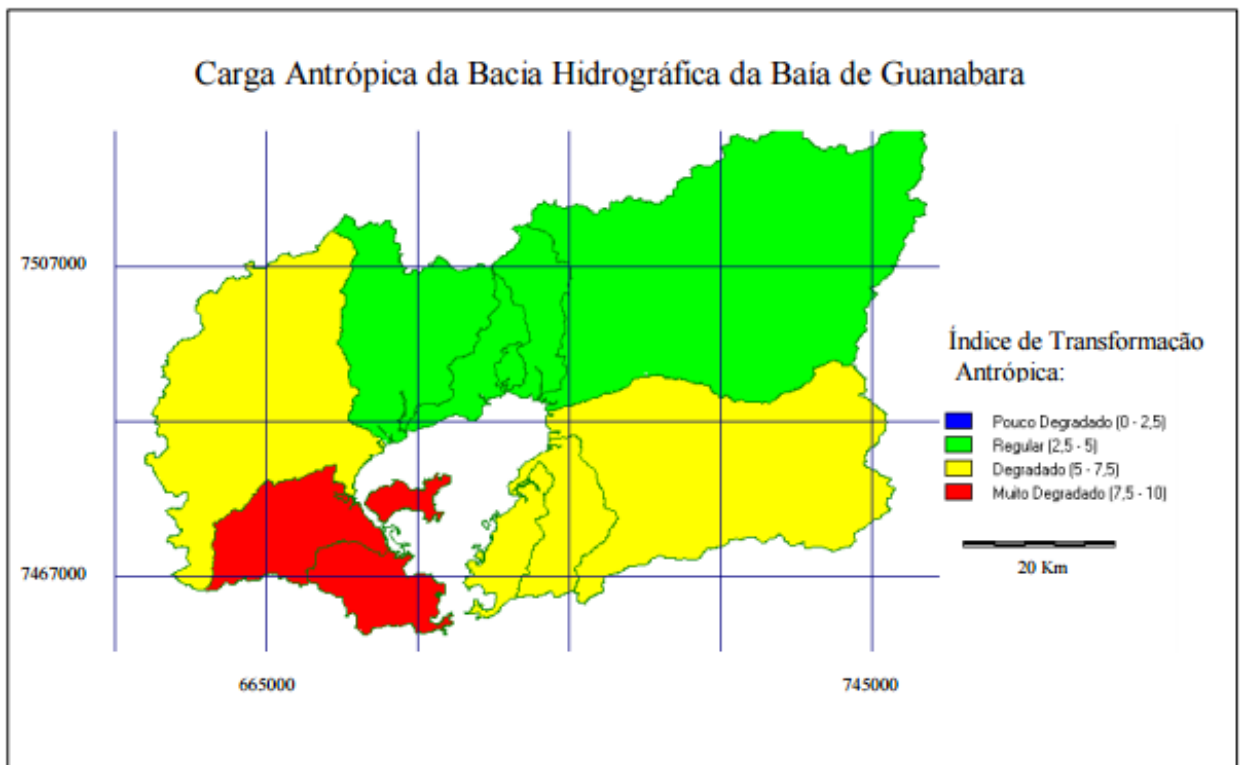 Carga Antrópica da Bacia Hidrográfica da Baía de Guanabara
7507000
7467000
665000
745000
Índice de Transformação
Antrópica:
Pouco Degradado (0 - 2,5)
Regular (2,5 - 5)
Degradado (5 - 7,5)
Muito Degradado (7,5 - 10)
20 Km